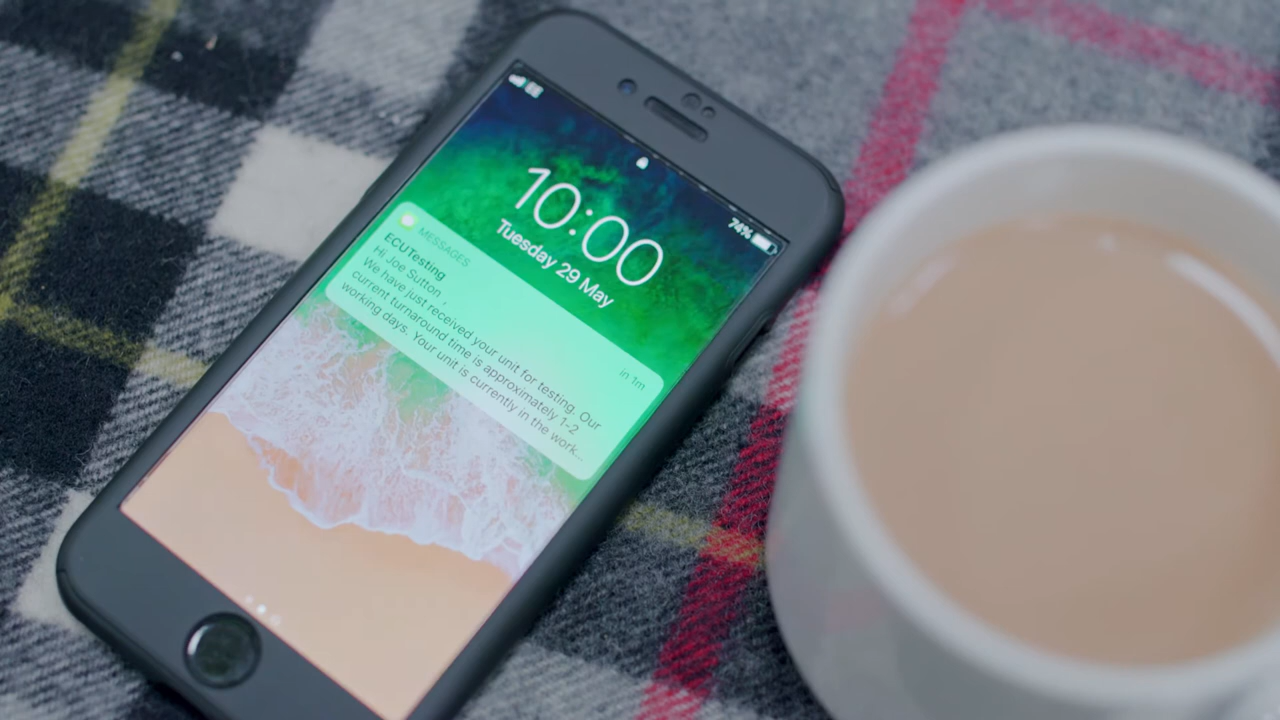 74%
10:00
Tuesday 29 May
MESSAGES
in 1m
ECUTesting
Hi Joe Sutton ,
We have just received your unit for testing. Our
current turnaround time is approximately 1-2
working days. Your unit is currently in the work...